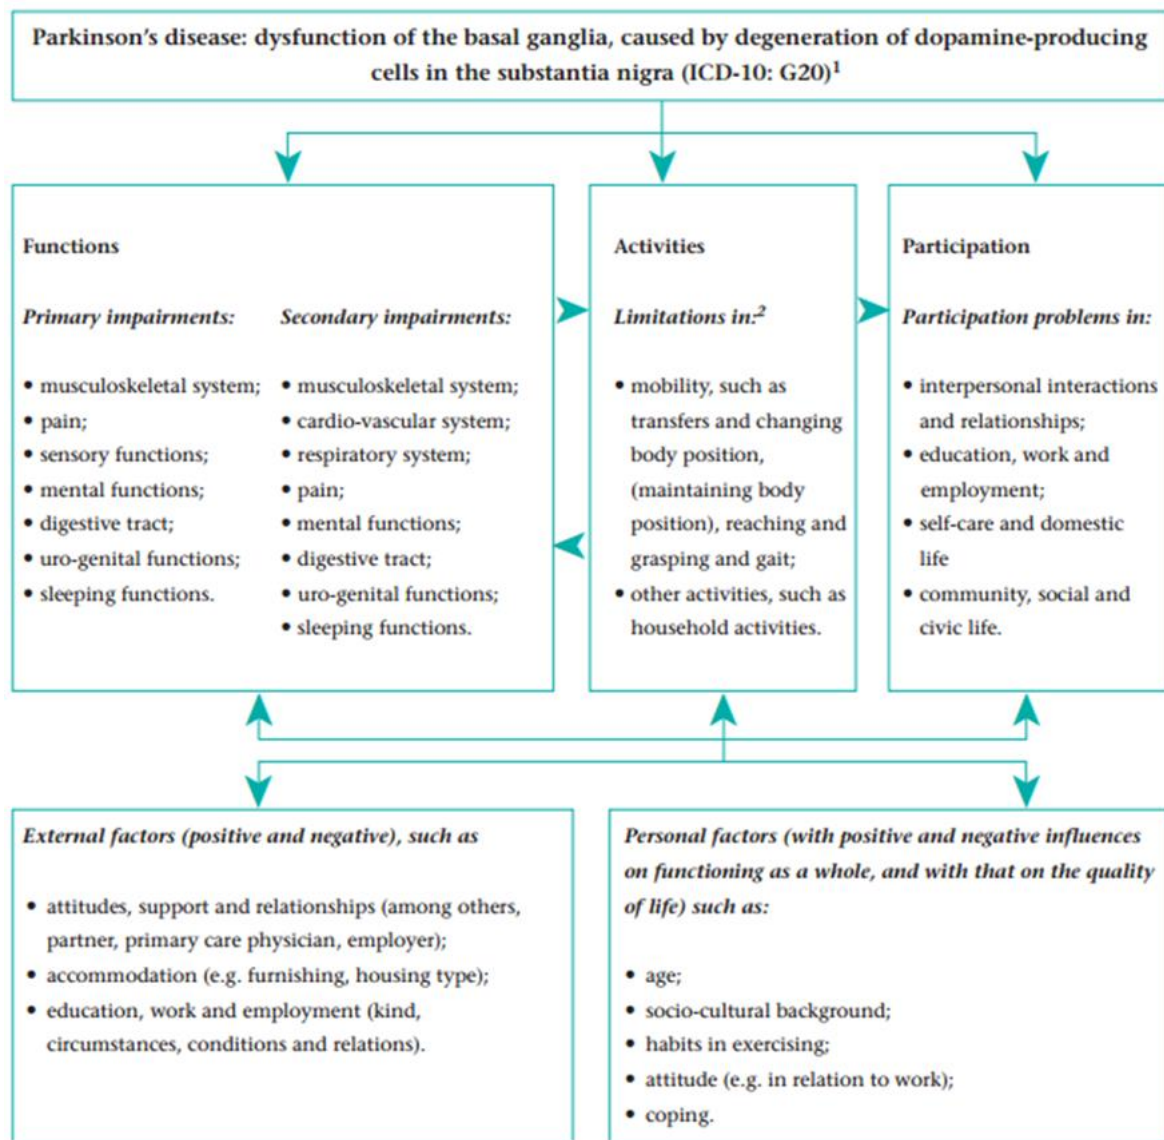 Parkinson's disease: dysfunction of the basal ganglia, caused by degeneration of dopamine-producing
cells in the substantia nigra (ICD-10: G20)1
Functions
Primary impairments:
• musculoskeletal system;
• pain;
• sensory functions;
• mental functions;
• digestive tract;
• uro-genital functions;
• sleeping functions.
Secondary impairments:
• musculoskeletal system;
• cardio-vascular system;
• respiratory system;
• pain;
• mental functions;
• digestive tract;
• uro-genital functions;
• sleeping functions.
Activities
Limitations in:2
• mobility, such as
transfers and changing
body position,
(maintaining body
position), reaching and
grasping and gait;
• other activities, such as
household activities.
Participation
Participation problems in:
• interpersonal interactions
and relationships;
• education, work and
employment;
• self-care and domestic
life
• community, social and
civic life.
External factors (positive and negative), such as
• attitudes, support and relationships (among others,
partner, primary care physician, employer);
• accommodation (e.g. furnishing, housing type);
• education, work and employment (kind,
circumstances, conditions and relations).
Personal factors (with positive and negative influences
on functioning as a whole, and with that on the quality
of life) such as:
• age;
• socio-cultural background;
• habits in exercising;
• attitude (e.g. in relation to work);
• coping.